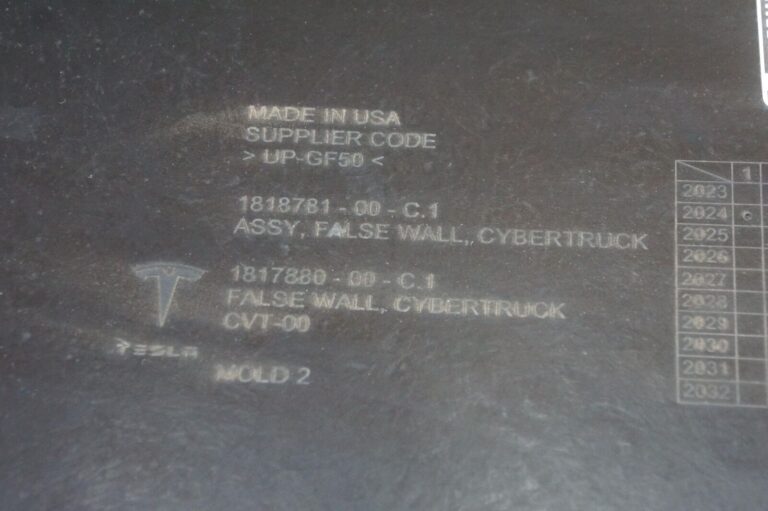 MADE IN USA
SUPPLIER CODE
> UP-GF50 <
1818781 - 00 - C.1
ASSY, FALSE WALL, CYBERTRUCK
1817880 - 00 - C.1
FALSE WALL, CYBERTRUCK
CVT-00
TESLA
MOLD 2
1
2023
2024
2025
2026
2027
2028
2029
2030
2031
2032